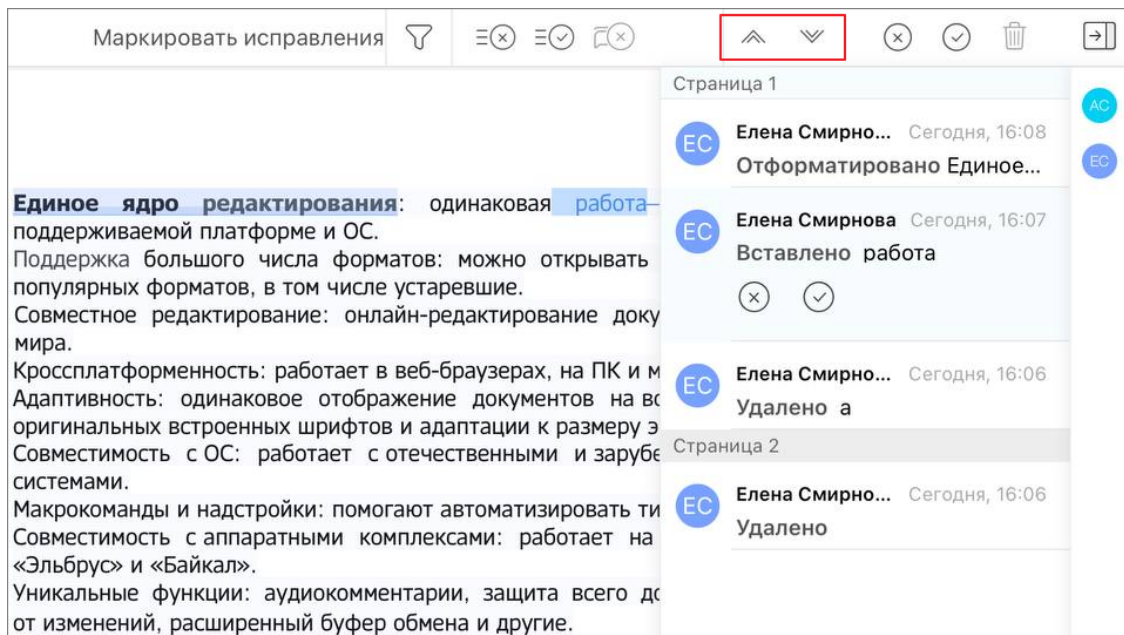 Маркировать исправления
Страница 1
АС
ЕС
ЕС
Елена Смирно... Сегодня, 16:08
Отформатировано Единое...
ЕС
Елена Смирнова Сегодня, 16:07
Вставлено работа
ЕС
Елена Смирно... Сегодня, 16:06
Удалено а
Страница 2
ЕС
Елена Смирно... Сегодня, 16:06
Удалено
Единое ядро редактирования: одинаковая работа
поддерживаемой платформе и ОС.
Поддержка большого числа форматов: можно открывать
популярных форматов, в том числе устаревшие.
Совместное редактирование: онлайн-редактирование доку
мира.
Кроссплатформенность: работает в веб-браузерах, на ПК и м
Адаптивность: одинаковое отображение документов на вс
оригинальных встроенных шрифтов и адаптации к размеру э
Совместимость с ОС: работает с отечественными и зарубе
системами.
Макрокоманды и надстройки: помогают автоматизировать ти
Совместимость с аппаратными комплексами: работает на
«Эльбрус» и «Байкал».
Уникальные функции: аудиокомментарии, защита всего до
от изменений, расширенный буфер обмена и другие.